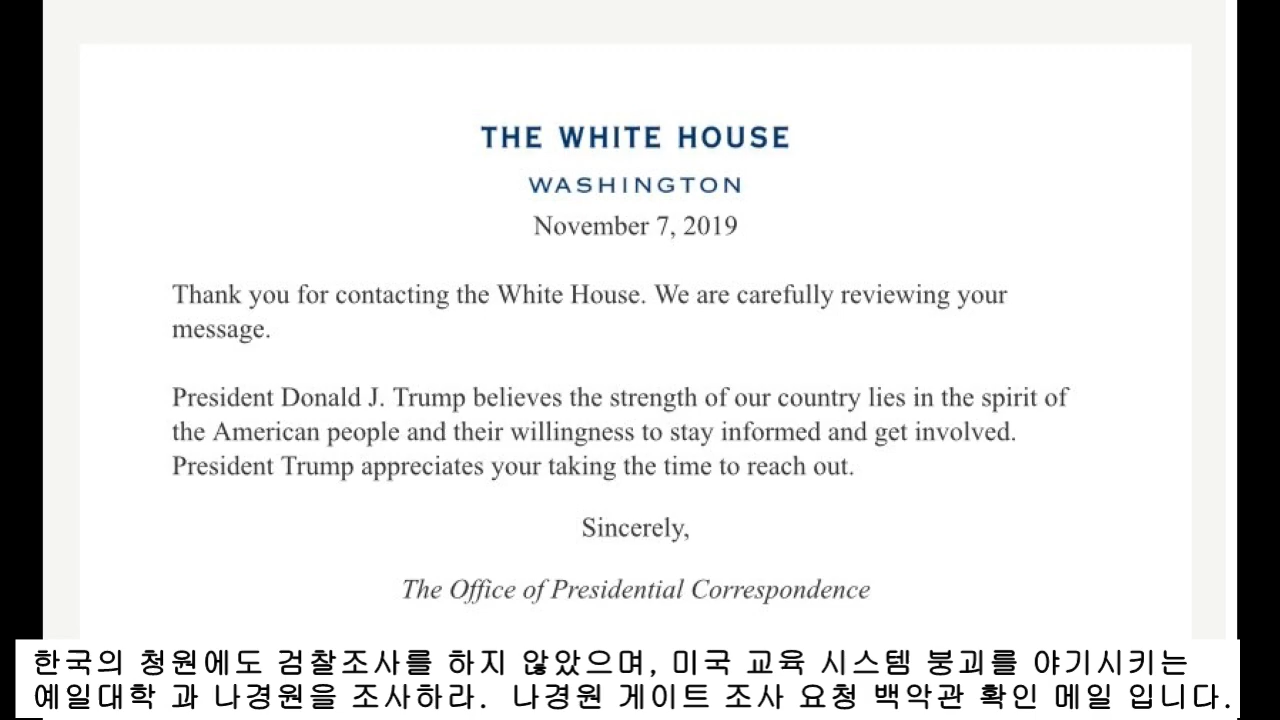 THE WHITE HOUSE
WASHINGTON
November 7, 2019
Thank you for contacting the White House. We are carefully reviewing your
message.
President Donald J. Trump believes the strength of our country lies in the spirit of
the American people and their willingness to stay informed and get involved.
President Trump appreciates your taking the time to reach out.
Sincerely,
The Office of Presidential Correspondence
한국의 청원에도 검찰조사를 하지 않았으며, 미국 교육 시스템 붕괴를 야기시키는
예일대학 과 나경원을 조사하라. 나경원 게이트 조사 요청 백악관 확인 메일 입니다.